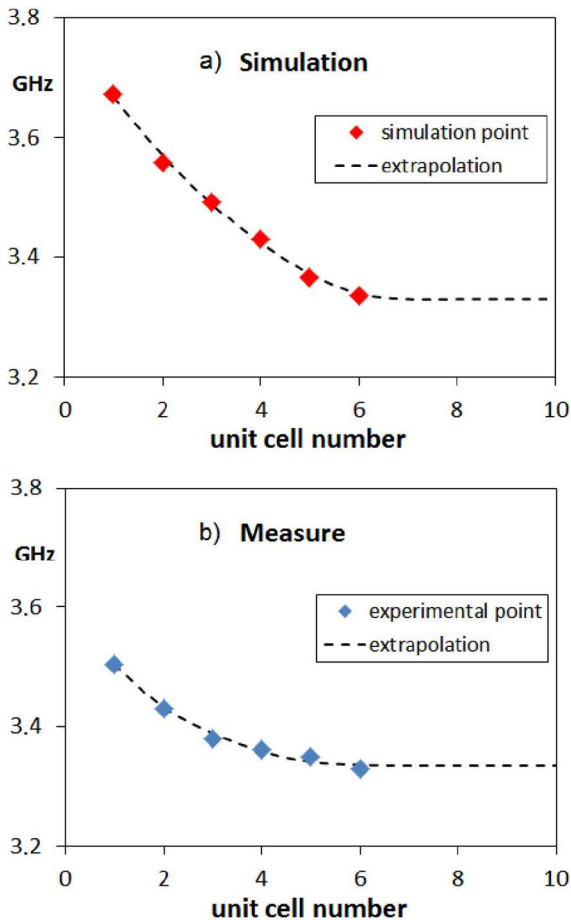 3.8
a) Simulation
GHz
3.6
simulation point
extrapolation
3.4
3.2
0 2 4 6 8 10
unit cell number
3.8
b) Measure
GHz
3.6
experimental point
extrapolation
3.4
3.2
0 2 4 6 8 10
unit cell number